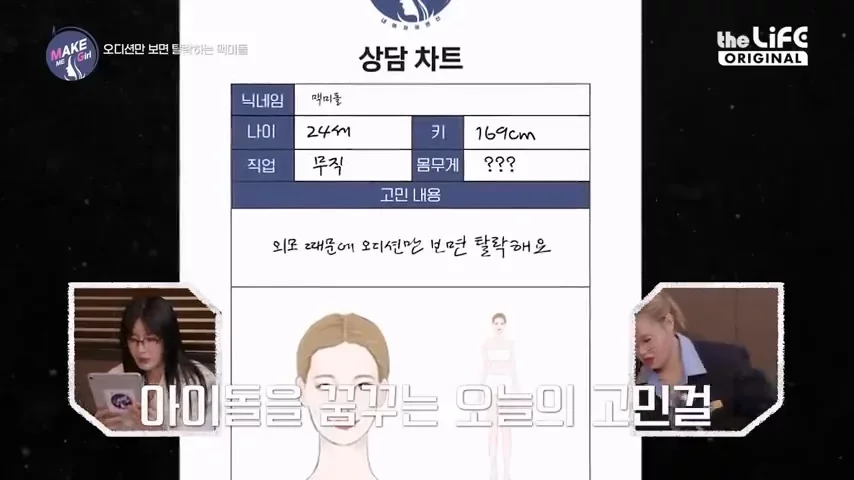 MAKE
ME Girl
오디션만 보면 탈락하는 맥미돌
the LiFe
ORIGINAL
상담 차트
닉네임 맥미돌
나이 24세 키 169cm
직업 무직 몸무게 ???
고민 내용
외모 때문에 오디션만 보면 탈락해요
아이돌을 꿈꾸는 오늘의 고민걸